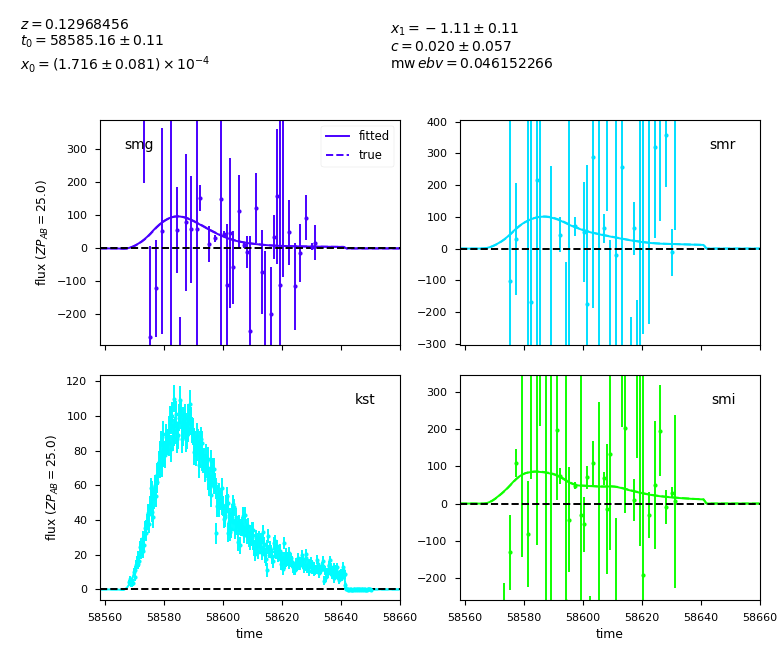 z = 0.12968456
t₀ = 58585.16 ± 0.11
x₀ = (1.716 ± 0.081) × 10⁻⁴
x₁ = −1.11 ± 0.11
c = 0.020 ± 0.057
mw ebv = 0.046152266
smg
fitted
true
flux (ZP_AB = 25.0)
300
200
100
0
−100
−200
smr
400
300
200
100
0
−100
−200
−300
kst
flux (ZP_AB = 25.0)
120
100
80
60
40
20
0
58560 58580 58600 58620 58640 58660
time
smi
300
200
100
0
−100
−200
58560 58580 58600 58620 58640 58660
time